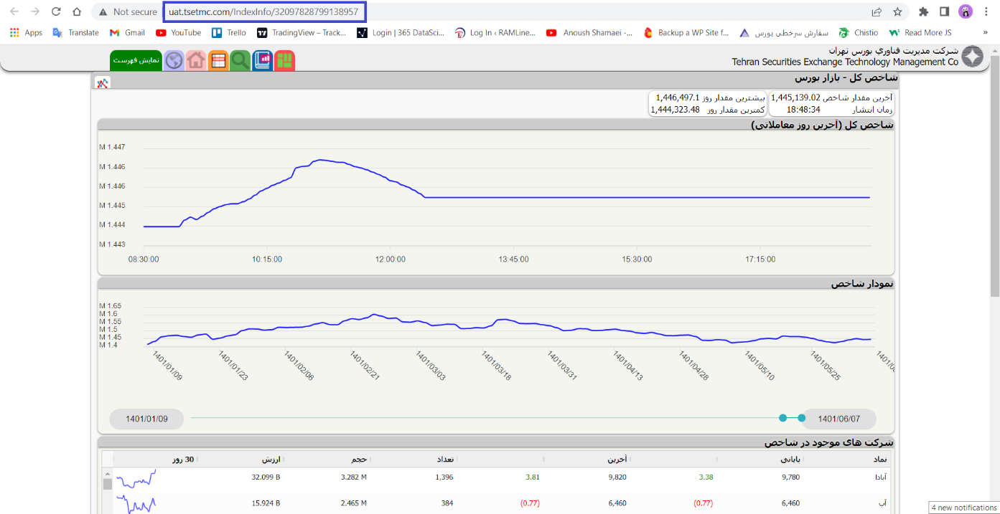 Not secure uat.tsetmc.com/IndexInfo/32097828799138957
Apps Translate Gmail YouTube Trello TradingView – Track... Login | 365 DataSci... Log In ‹ RAMLine... Anoush Shamaei -... Backup a WP Site f... سفارش سرخطی بورس Chistio Read More JS »
شرکت مدیریت فناوری بورس تهران
Tehran Securities Exchange Technology Management Co
نمایش فهرست
شاخص کل - بازار بورس
آخرین مقدار شاخص 1,445,139.02 بیشترین مقدار روز 1,446,497.1
زمان انتشار 18:48:34 کمترین مقدار روز 1,444,323.48
شاخص کل (آخرین روز معاملاتی)
M 1.447
M 1.446
M 1.446
M 1.445
M 1.444
M 1.443
08:30:00 10:15:00 12:00:00 13:45:00 15:30:00 17:15:00
نمودار شاخص
M 1.65
M 1.6
M 1.55
M 1.5
M 1.45
M 1.4
1401/01/09 1401/01/23 1401/02/06 1401/02/21 1401/03/03 1401/03/18 1401/03/31 1401/04/13 1401/04/28 1401/05/10 1401/05/25
1401/01/09 1401/06/07
شرکت های موجود در شاخص
نماد پایانی آخرین تعداد حجم ارزش 30 روز
آبادا 9,780 3.38 9,820 3.81 1,396 3.282 M 32.099 B
آب 6,460 (0.77) 6,460 (0.77) 384 2.465 M 15.924 B
4 new notifications